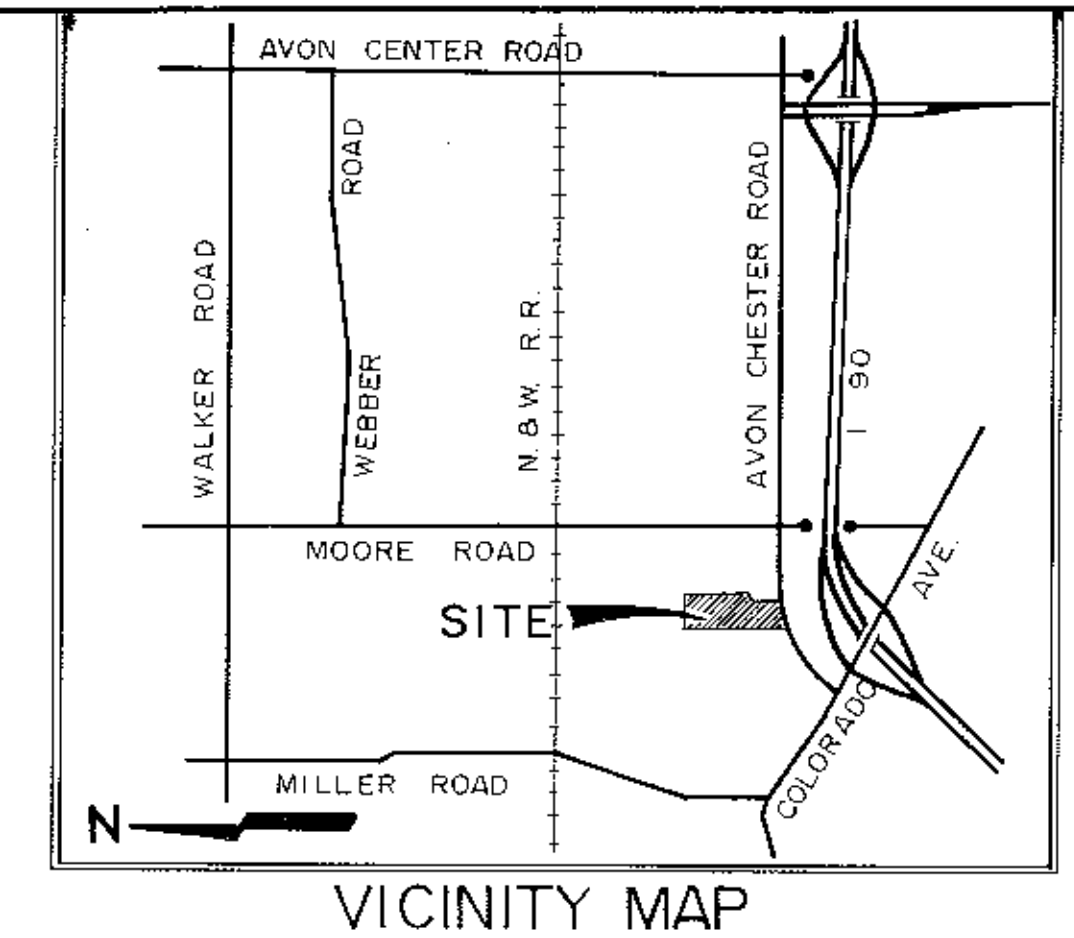 AVON CENTER ROAD
ROAD
WEBBER
WALKER ROAD
N. & W. R.R.
AVON CHESTER ROAD
I 90
MOORE ROAD
SITE
AVE.
COLORADO
MILLER ROAD
N
VICINITY MAP